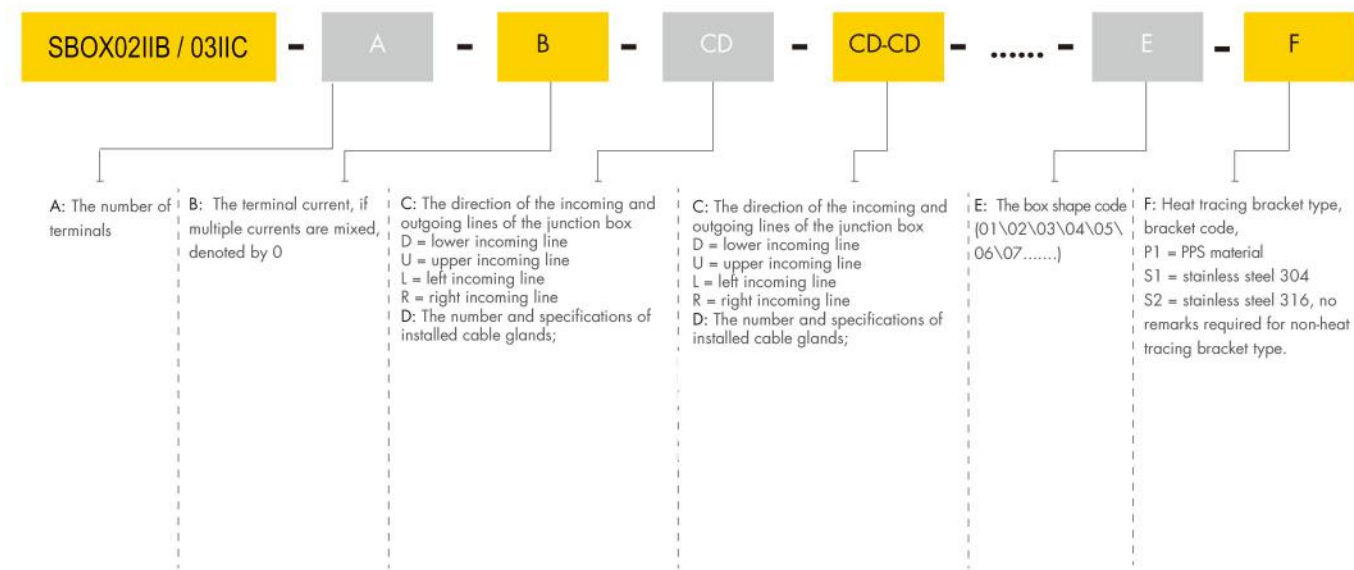 SBOX02IIB / 03IIC - A - B - CD - CD-CD - ...... - E - F
A: The number of
terminals
B: The terminal current, if
multiple currents are mixed,
denoted by 0
C: The direction of the incoming and
outgoing lines of the junction box
D = lower incoming line
U = upper incoming line
L = left incoming line
R = right incoming line
D: The number and specifications of
installed cable glands;
C: The direction of the incoming and
outgoing lines of the junction box
D = lower incoming line
U = upper incoming line
L = left incoming line
R = right incoming line
D: The number and specifications of
installed cable glands;
E: The box shape code
(01\02\03\04\05\
06\07.......)
F: Heat tracing bracket type,
bracket code,
P1 = PPS material
S1 = stainless steel 304
S2 = stainless steel 316, no
remarks required for non-heat
tracing bracket type.